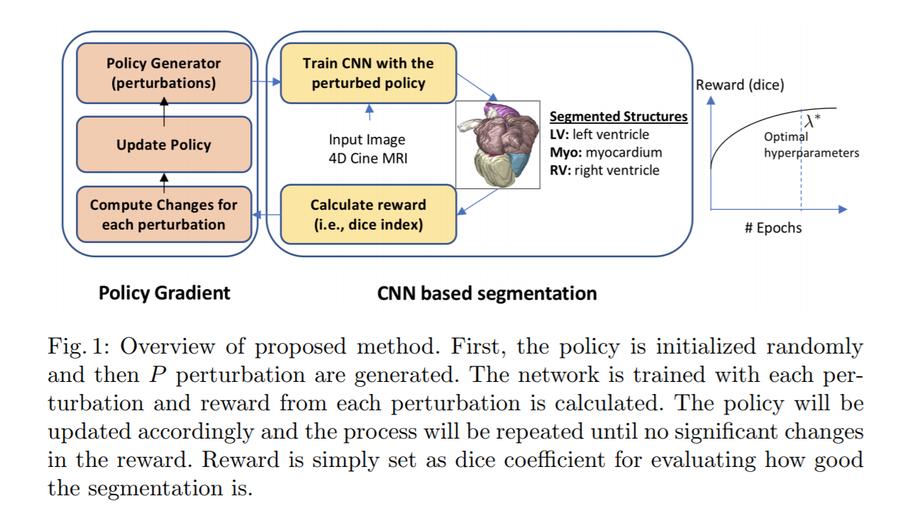 Policy Generator
(perturbations)
Update Policy
Compute Changes for
each perturbation
Policy Gradient
Train CNN with the
perturbed policy
Input Image
4D Cine MRI
Calculate reward
(i.e., dice index)
Segmented Structures
LV: left ventricle
Myo: myocardium
RV: right ventricle
CNN based segmentation
Reward (dice)
λ*
Optimal
hyperparameters
# Epochs
Fig. 1: Overview of proposed method. First, the policy is initialized randomly
and then P perturbation are generated. The network is trained with each per-
turbation and reward from each perturbation is calculated. The policy will be
updated accordingly and the process will be repeated until no significant changes
in the reward. Reward is simply set as dice coefficient for evaluating how good
the segmentation is.